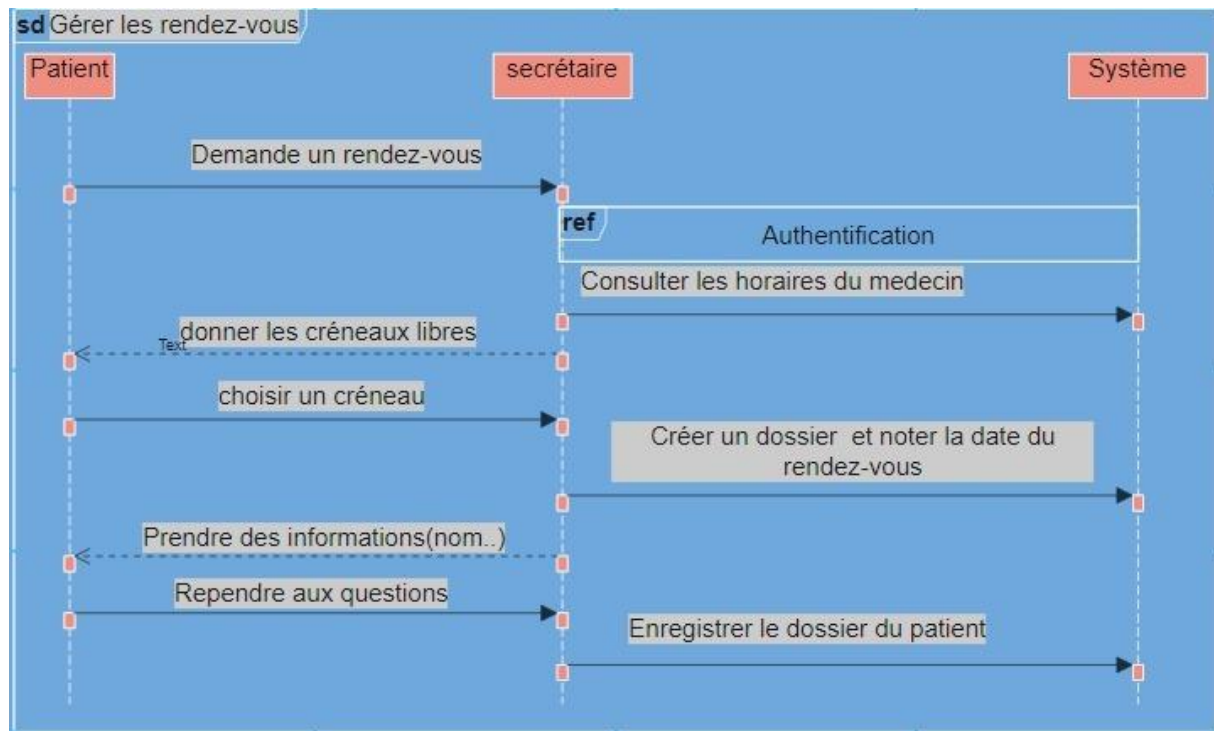 sd Gérer les rendez-vous
Patient
secrétaire
Système
Demande un rendez-vous
ref
Authentification
Consulter les horaires du medecin
donner les créneaux libres
Text
choisir un créneau
Créer un dossier et noter la date du
rendez-vous
Prendre des informations(nom..)
Rependre aux questions
Enregistrer le dossier du patient